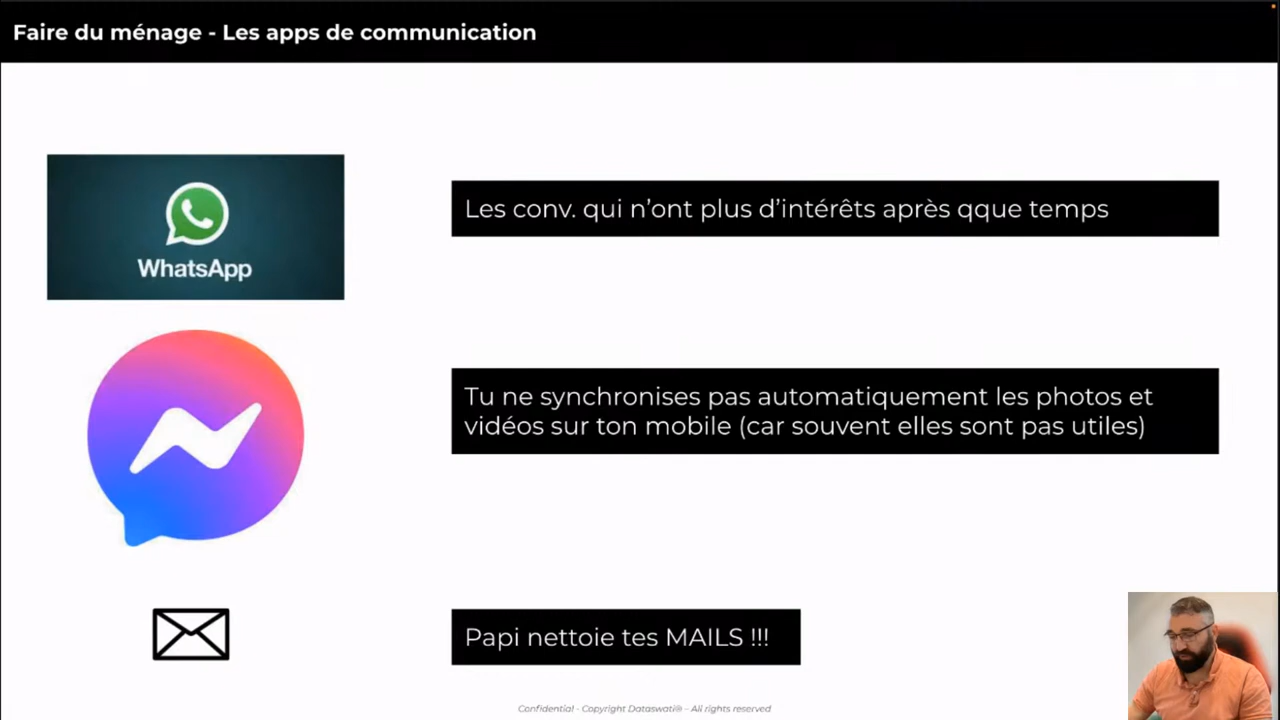 Faire du ménage - Les apps de communication
WhatsApp
Les conv. qui n’ont plus d’intérêts après qque temps
Tu ne synchronises pas automatiquement les photos et
vidéos sur ton mobile (car souvent elles sont pas utiles)
Papi nettoie tes MAILS !!!
Confidential - Copyright Dataswati® - All rights reserved